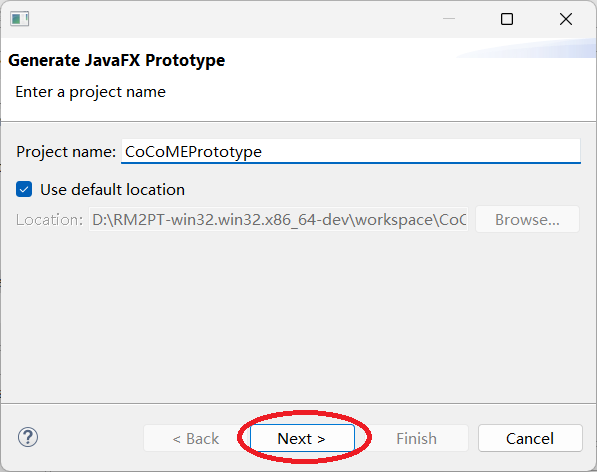 Generate JavaFX Prototype
Enter a project name
Project name: CoCoMEPrototype
Use default location
Location: D:\RM2PT-win32.win32.x86_64-dev\workspace\CoC Browse...
< Back Next > Finish Cancel